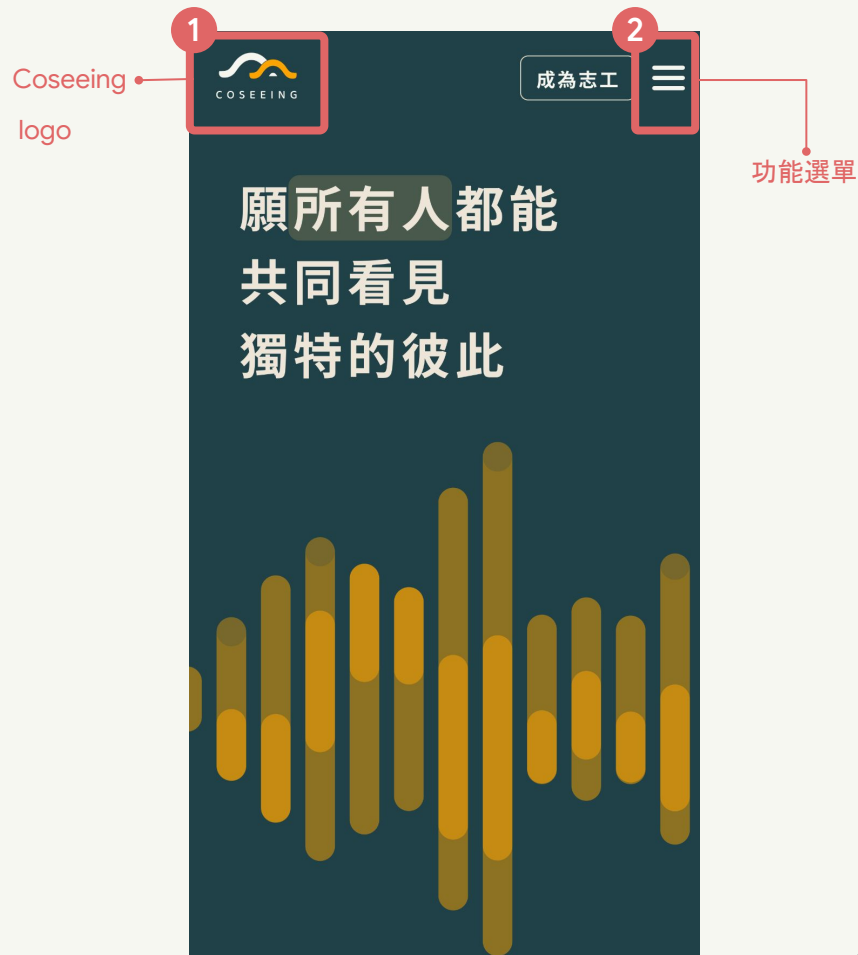 1
2
Coseeing
logo
COSEEING
成為志工
功能選單
願所有人都能
共同看見
獨特的彼此